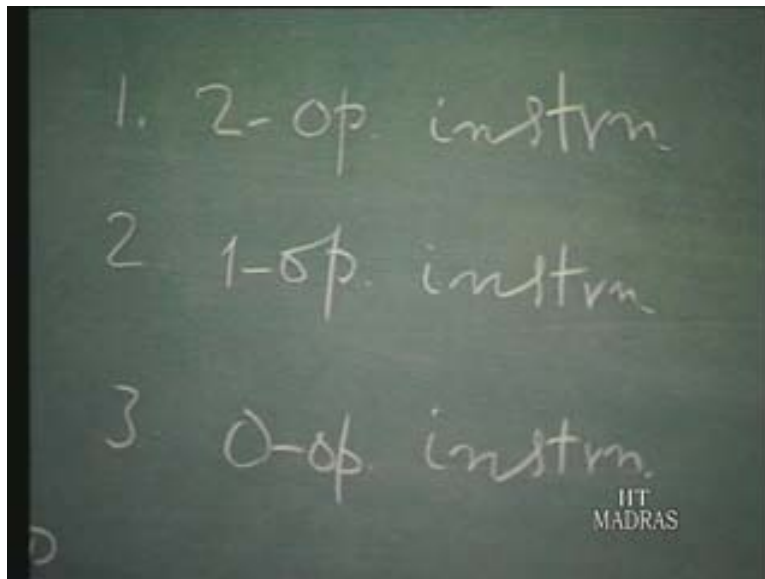 1. 2-op. instrn.
2 1-op. instrn.
3 0-op. instrn.
IIT
MADRAS